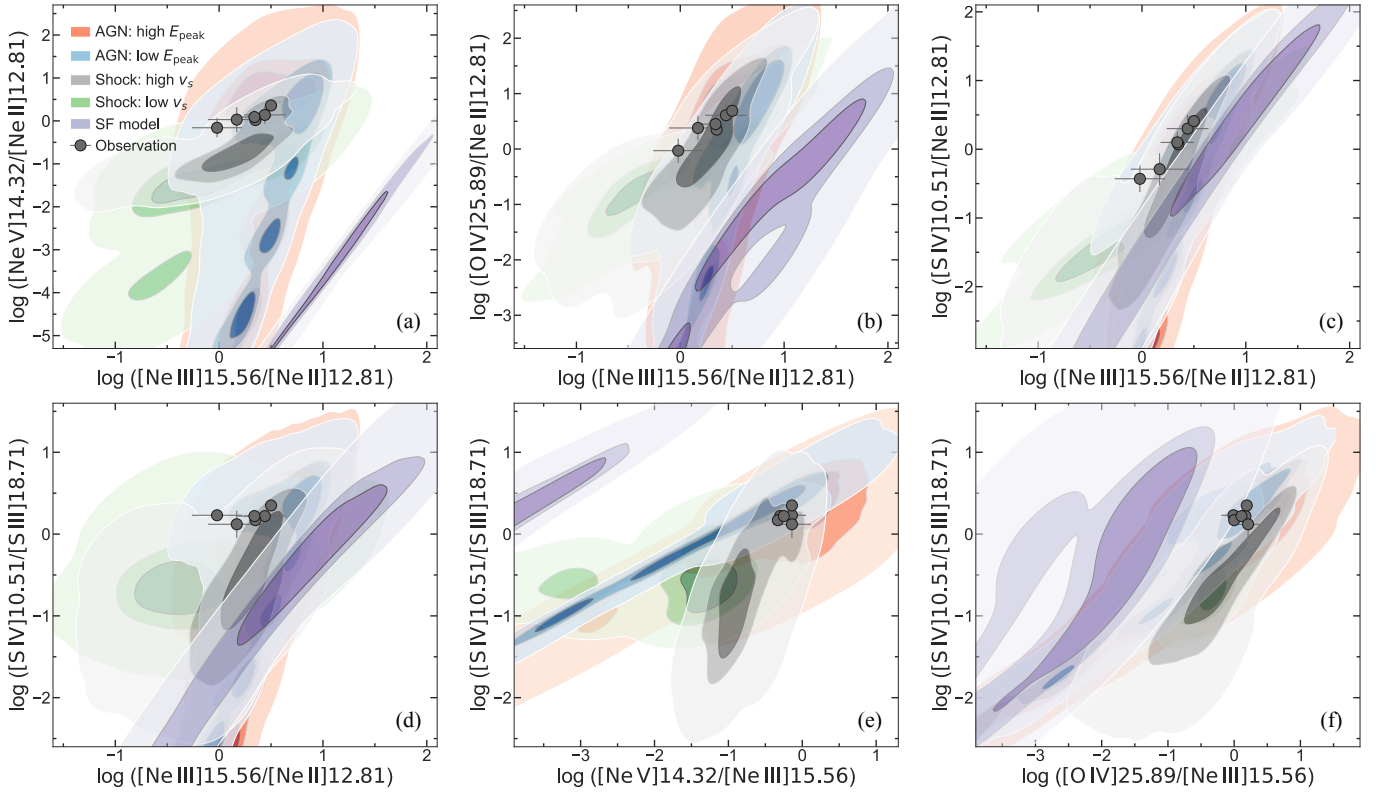 AGN: high E_peak
AGN: low E_peak
Shock: high v_s
Shock: low v_s
SF model
Observation
log ([Ne V]14.32/[Ne II]12.81)
2
1
0
−1
−2
−3
−4
−5
(a)
−1
0
1
2
log ([Ne III]15.56/[Ne II]12.81)
log ([O IV]25.89/[Ne II]12.81)
2
1
0
−1
−2
−3
(b)
−1
0
1
2
log ([Ne III]15.56/[Ne II]12.81)
log ([S IV]10.51/[Ne II]12.81)
2
1
0
−1
−2
(c)
−1
0
1
2
log ([Ne III]15.56/[Ne II]12.81)
log ([S IV]10.51/[S III]18.71)
1
0
−1
−2
(d)
−1
0
1
2
log ([Ne III]15.56/[Ne II]12.81)
log ([S IV]10.51/[S III]18.71)
1
0
−1
−2
(e)
−3
−2
−1
0
1
log ([Ne V]14.32/[Ne III]15.56)
log ([S IV]10.51/[S III]18.71)
1
0
−1
−2
(f)
−3
−2
−1
0
1
log ([O IV]25.89/[Ne III]15.56)